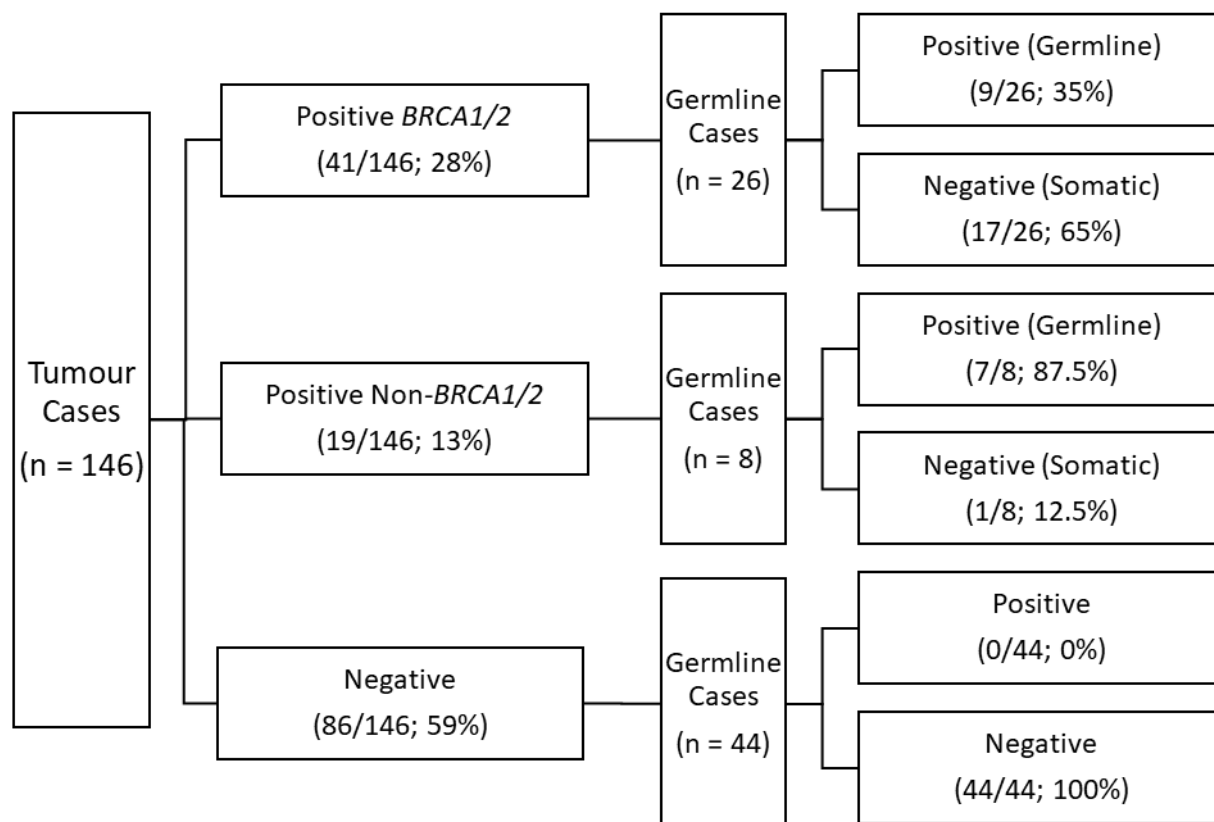 Tumour
Cases
(n = 146)
Positive BRCA1/2
(41/146; 28%)
Germline
Cases
(n = 26)
Positive (Germline)
(9/26; 35%)
Negative (Somatic)
(17/26; 65%)
Positive Non-BRCA1/2
(19/146; 13%)
Germline
Cases
(n = 8)
Positive (Germline)
(7/8; 87.5%)
Negative (Somatic)
(1/8; 12.5%)
Negative
(86/146; 59%)
Germline
Cases
(n = 44)
Positive
(0/44; 0%)
Negative
(44/44; 100%)